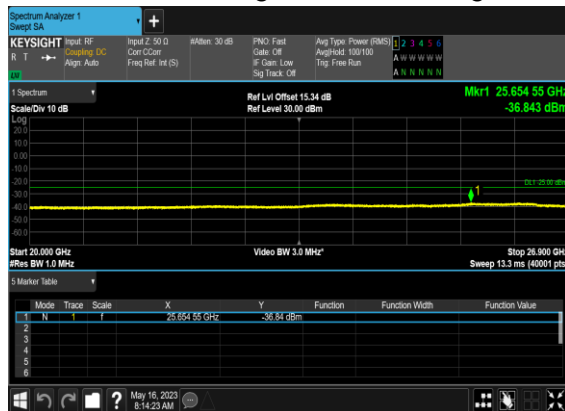 Spectrum Analyzer 1
Swept SA
KEYSIGHT Input: RF Input Z: 50 Ω #Atten: 30 dB PNO: Fast Avg Type: Power (RMS) 1 2 3 4 5 6
R T Coupling: DC Corr CCorr Gate: Off Avg|Hold: 100/100 A W W W W W
Align: Auto Freq Ref: Int (S) IF Gain: Low Trig: Free Run
LW Sig Track: Off A N N N N N
1 Spectrum Ref Lvl Offset 15.34 dB Mkr1 25.654 55 GHz
Scale/Div 10 dB Ref Level 30.00 dBm -36.843 dBm
Log
20.0
10.0
0.00
-10.0
-20.0 DL1 -25.00 dBm
-30.0 1
-40.0
-50.0
-60.0
Start 20.000 GHz Video BW 3.0 MHz* Stop 26.900 GHz
#Res BW 1.0 MHz Sweep 13.3 ms (40001 pts
5 Marker Table
Mode Trace Scale X Y Function Function Width Function Value
1 N 1 f 25.654 55 GHz -36.84 dBm
2
3
4
5
6
? May 16, 2023
8:14:23 AM